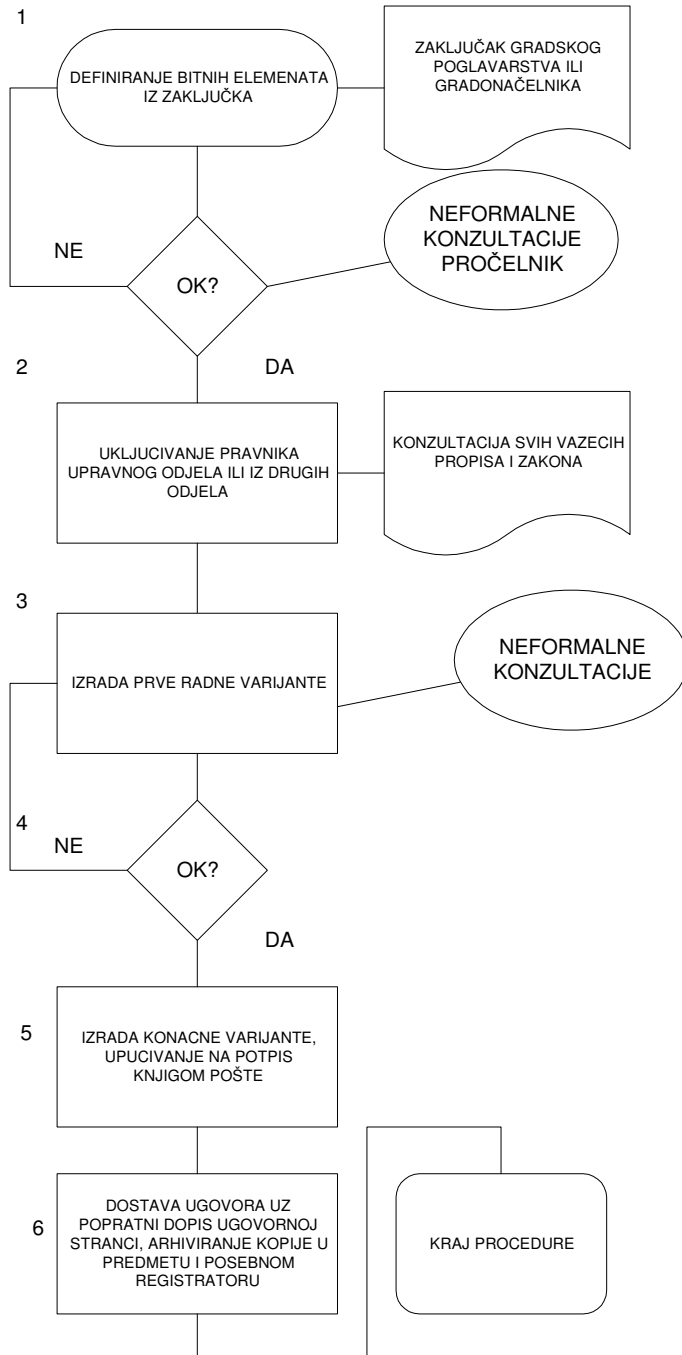 1
DEFINIRANJE BITNIH ELEMENATA
IZ ZAKLJUČKA
ZAKLJUČAK GRADSKOG
POGLAVARSTVA ILI
GRADONAČELNIKA
NE
OK?
NEFORMALNE
KONZULTACIJE
PROČELNIK
2
DA
UKLJUCIVANJE PRAVNIKA
UPRAVNOG ODJELA ILI IZ DRUGIH
ODJELA
KONZULTACIJA SVIH VAZECIH
PROPISA I ZAKONA
3
IZRADA PRVE RADNE VARIJANTE
NEFORMALNE
KONZULTACIJE
4
NE
OK?
DA
5
IZRADA KONACNE VARIJANTE,
UPUCIVANJE NA POTPIS
KNJIGOM POŠTE
6
DOSTAVA UGOVORA UZ
POPRATNI DOPIS UGOVORNOJ
STRANCI, ARHIVIRANJE KOPIJE U
PREDMETU I POSEBNOM
REGISTRATORU
KRAJ PROCEDURE